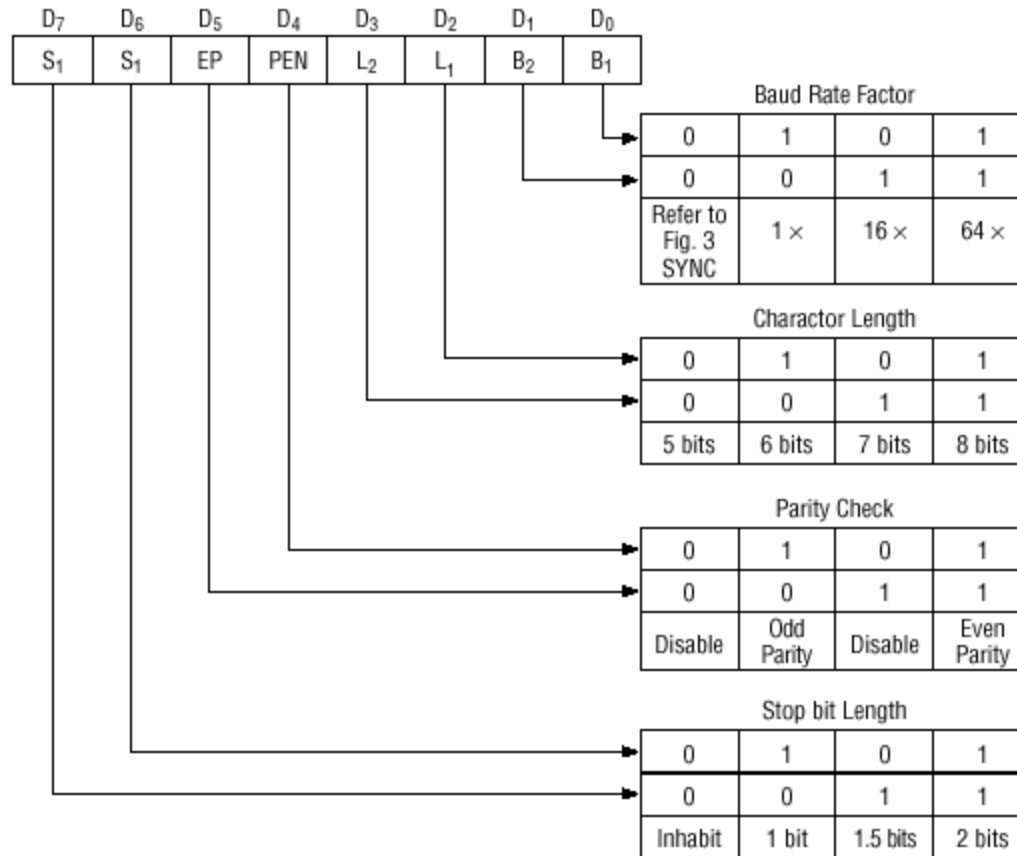 D7 D6 D5 D4 D3 D2 D1 D0
S1 S1 EP PEN L2 L1 B2 B1
Baud Rate Factor
0 1 0 1
0 0 1 1
Refer to Fig. 3 SYNC 1 × 16 × 64 ×
Charactor Length
0 1 0 1
0 0 1 1
5 bits 6 bits 7 bits 8 bits
Parity Check
0 1 0 1
0 0 1 1
Disable Odd Parity Disable Even Parity
Stop bit Length
0 1 0 1
0 0 1 1
Inhabit 1 bit 1.5 bits 2 bits